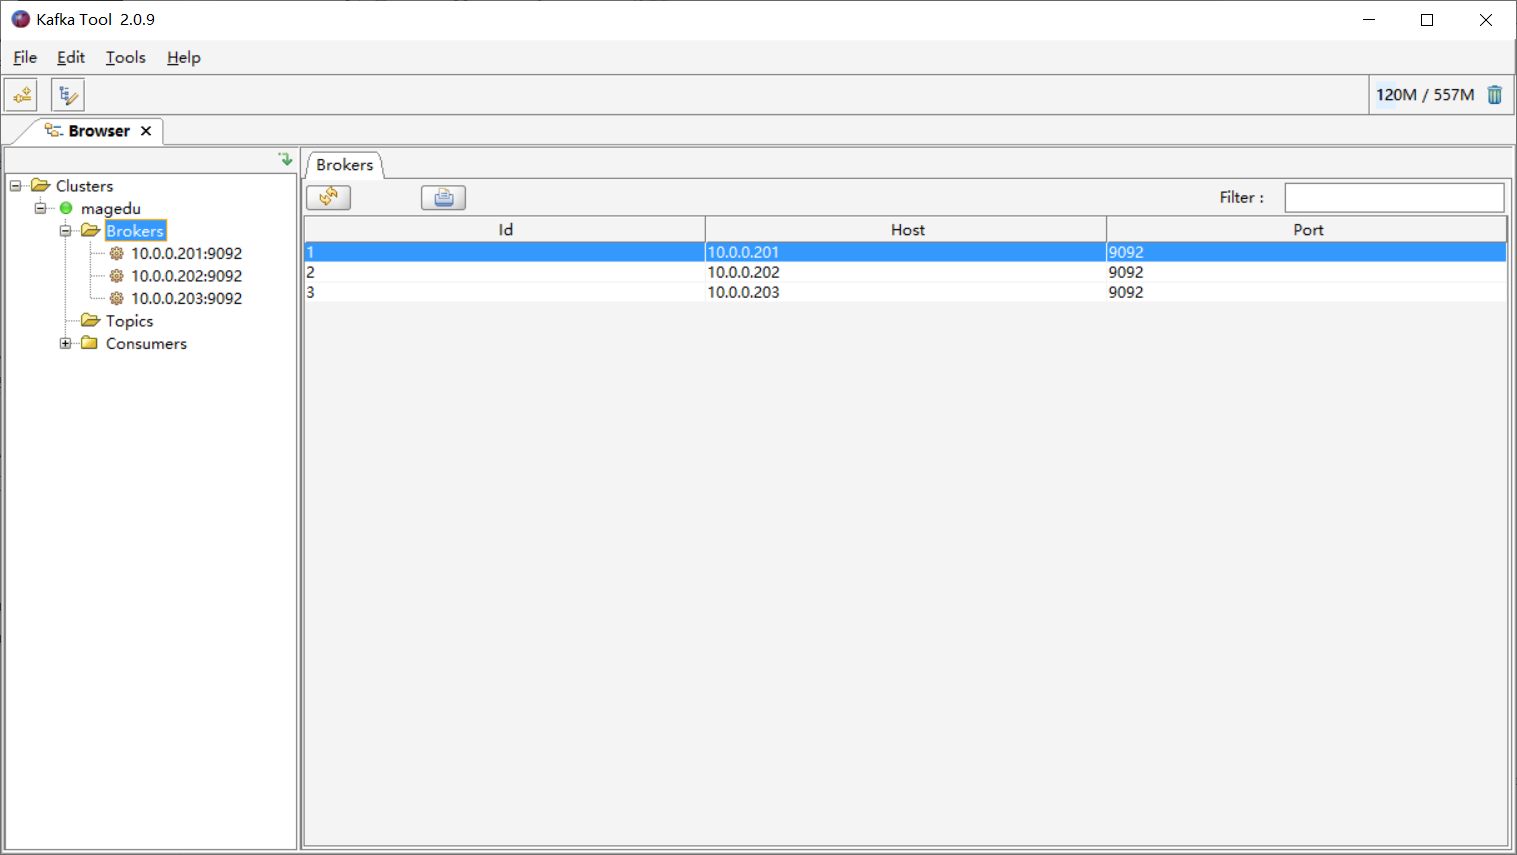 Kafka Tool 2.0.9
File Edit Tools Help
120M / 557M
Browser
Brokers
Filter :
Clusters
magedu
Brokers
10.0.0.201:9092
10.0.0.202:9092
10.0.0.203:9092
Topics
Consumers
Id Host Port
1 10.0.0.201 9092
2 10.0.0.202 9092
3 10.0.0.203 9092